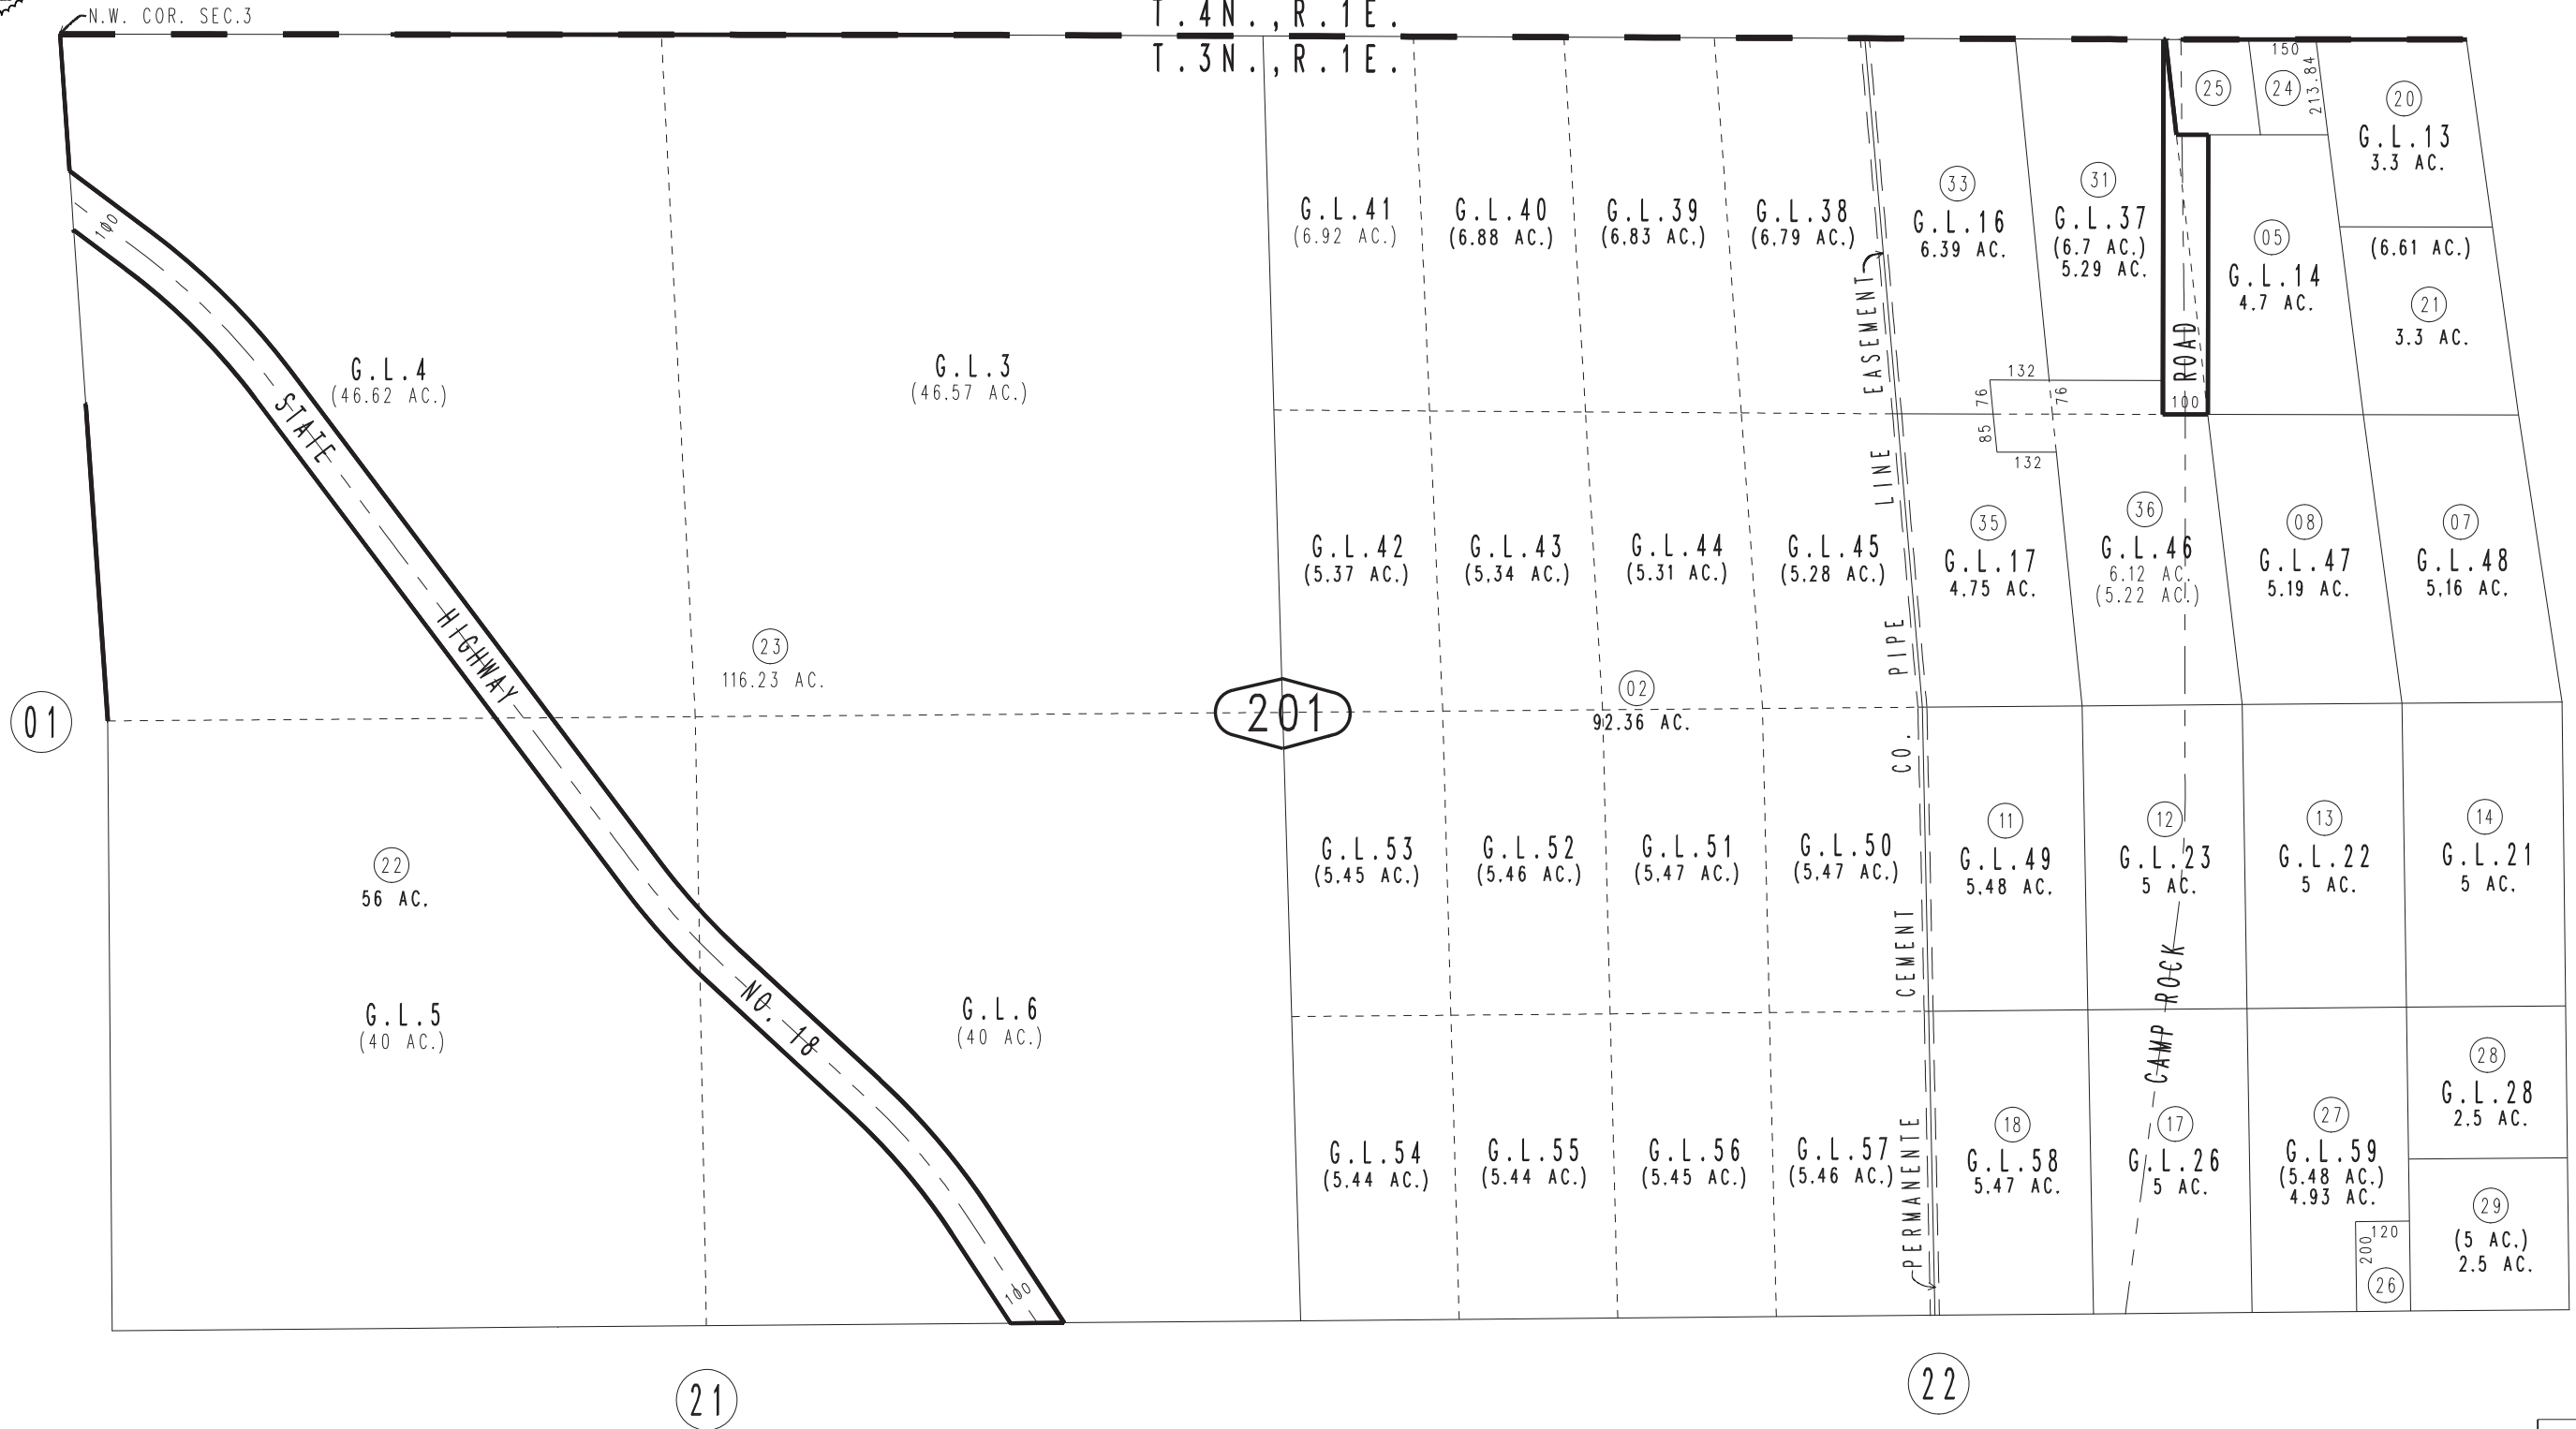 N.W. COR. SEC.3
T.4N.,R.1E.
T.3N.,R.1E.
150
213.84
25
24
20
G.L.13
3.3 AC.
100
G.L.41
(6.92 AC.)
G.L.40
(6.88 AC.)
G.L.39
(6.83 AC.)
G.L.38
(6.79 AC.)
33
G.L.16
6.39 AC.
31
G.L.37
(6.7 AC.)
5.29 AC.
05
G.L.14
4.7 AC.
(6.61 AC.)
21
3.3 AC.
G.L.4
(46.62 AC.)
G.L.3
(46.57 AC.)
132
76
76
85
132
100
ROAD
STATE HIGHWAY NO. 18
G.L.42
(5.37 AC.)
G.L.43
(5.34 AC.)
G.L.44
(5.31 AC.)
G.L.45
(5.28 AC.)
35
G.L.17
4.75 AC.
36
G.L.46
6.12 AC.
(5.22 AC.)
08
G.L.47
5.19 AC.
07
G.L.48
5.16 AC.
23
116.23 AC.
01
201
02
92.36 AC.
PERMANENTE CEMENT CO. PIPE LINE EASEMENT
22
56 AC.
G.L.53
(5.45 AC.)
G.L.52
(5.46 AC.)
G.L.51
(5.47 AC.)
G.L.50
(5.47 AC.)
11
G.L.49
5.48 AC.
12
G.L.23
5 AC.
13
G.L.22
5 AC.
14
G.L.21
5 AC.
CAMP ROCK
G.L.5
(40 AC.)
G.L.6
(40 AC.)
G.L.54
(5.44 AC.)
G.L.55
(5.44 AC.)
G.L.56
(5.45 AC.)
G.L.57
(5.46 AC.)
18
G.L.58
5.47 AC.
17
G.L.26
5 AC.
27
G.L.59
(5.48 AC.)
4.93 AC.
28
G.L.28
2.5 AC.
29
(5 AC.)
2.5 AC.
120
200
26
100
21
22